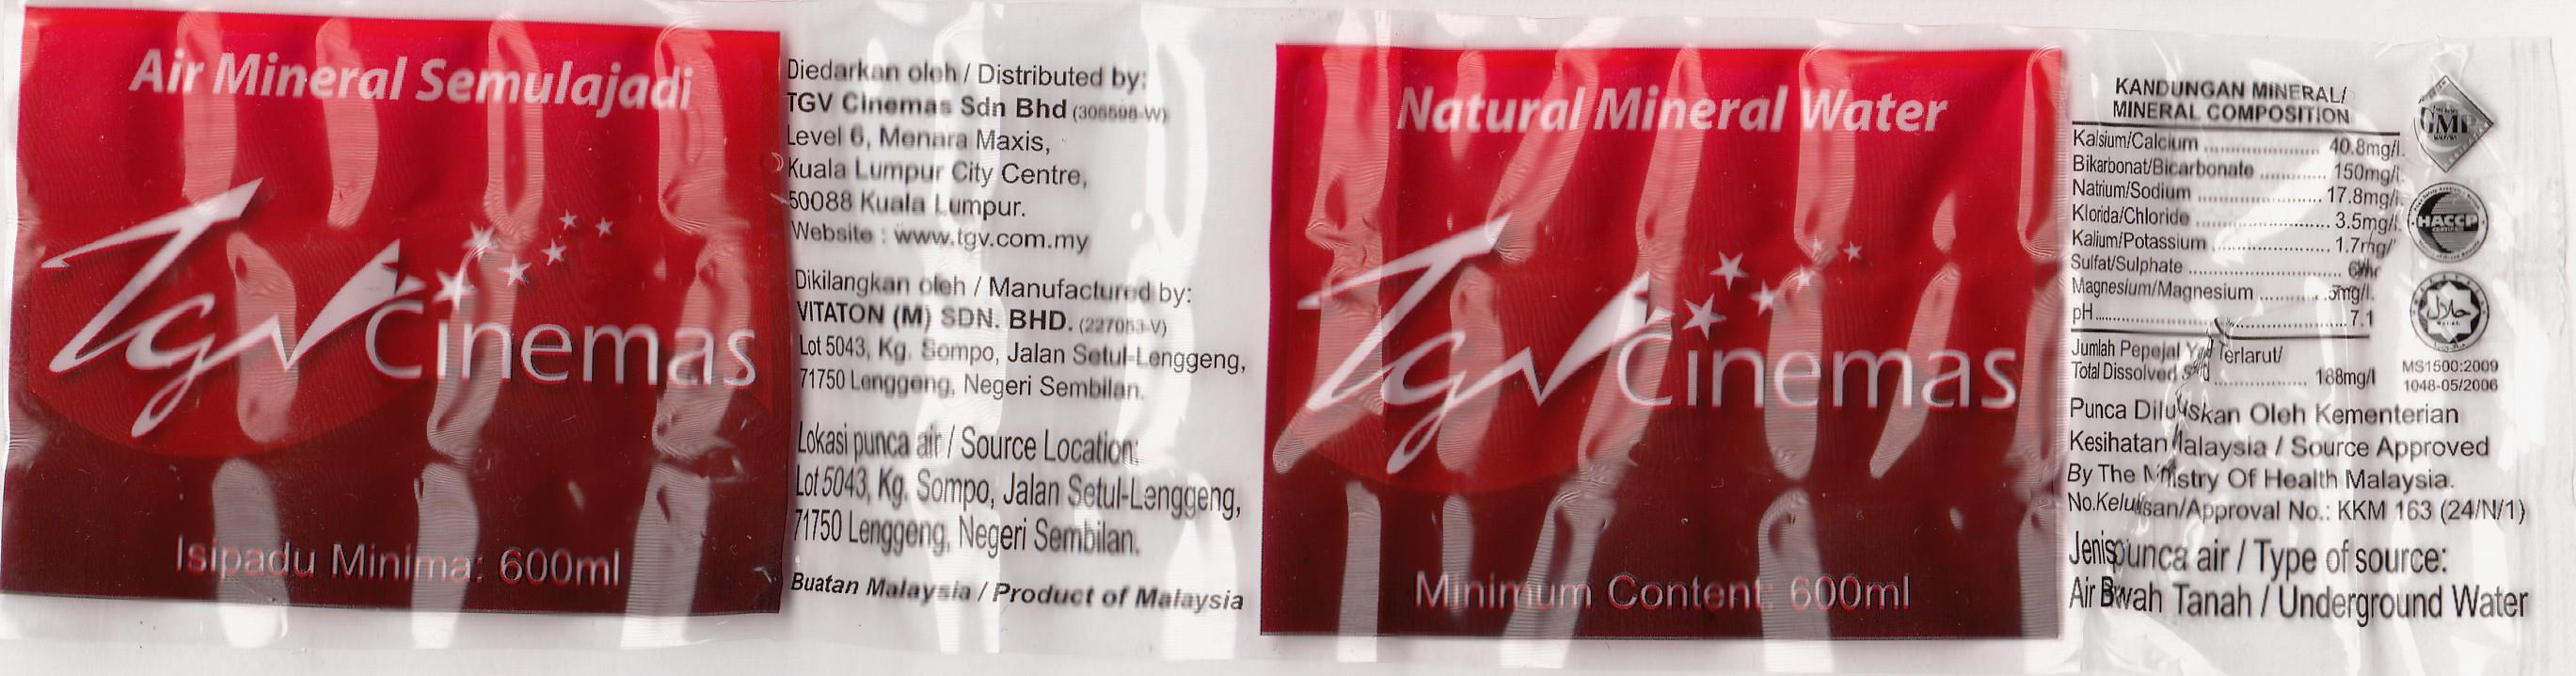 Air Mineral Semulajadi
TGV Cinemas
Isipadu Minima: 600ml
Diedarkan oleh / Distributed by:
TGV Cinemas Sdn Bhd (305598-W)
Level 6, Menara Maxis,
Kuala Lumpur City Centre,
50088 Kuala Lumpur.
Website : www.tgv.com.my
Dikilangkan oleh / Manufactured by:
VITATON (M) SDN. BHD. (227053-V)
Lot 5043, Kg. Sompo, Jalan Setul-Lenggeng,
71750 Lenggeng, Negeri Sembilan.
Lokasi punca air / Source Location:
Lot 5043, Kg. Sompo, Jalan Setul-Lenggeng,
71750 Lenggeng, Negeri Sembilan.
Buatan Malaysia / Product of Malaysia
Natural Mineral Water
TGV Cinemas
Minimum Content: 600ml
KANDUNGAN MINERAL/
MINERAL COMPOSITION
Kalsium/Calcium .................... 40.8mg/l.
Bikarbonat/Bicarbonate ............ 150mg/l.
Natrium/Sodium ..................... 17.8mg/l.
Klorida/Chloride ...................... 3.5mg/l.
Kalium/Potassium ................... 1.7mg/l
Sulfat/Sulphate .........................
Magnesium/Magnesium ........... 5mg/l.
pH ......................................... 7.1
Jumlah Pepejal Terlarut/
Total Dissolved ............... 188mg/l
GMP
HACCP
حلال
MS1500:2009
1048-05/2006
Punca Diluluskan Oleh Kementerian
Kesihatan Malaysia / Source Approved
By The Ministry Of Health Malaysia.
No.Kelulusan/Approval No.: KKM 163 (24/N/1)
Jenis punca air / Type of source:
Air Bwah Tanah / Underground Water